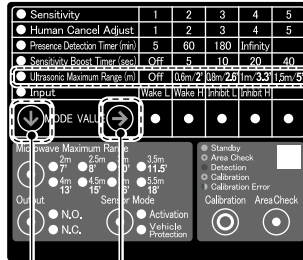 Sensitivity 1 2 3 4 5
Human Cancel Adjust 1 2 3 4 5
Presence Detection Timer (min) 5 60 180 Infinity
Sensitivity Boost Timer (sec) Off 5 10 20 40
Ultrasonic Maximum Range (m) Off 0.6m/2' 0.8m/2.6' 1m/3.3' 1.5m/5'
Input Wake L Wake H Inhibit L Inhibit H
MODE VALUE
Microwave Maximum Range
2m 7' 2.5m 8' 3m 10' 3.5m 11.5'
4m 13' 4.5m 15' 5m 16' 5.5m 18'
Output Sensor Mode
N.O. Activation
N.C. Vehicle Protection
Standby
Area Check
Detection
Calibration
Calibration Error
Calibration Area Check